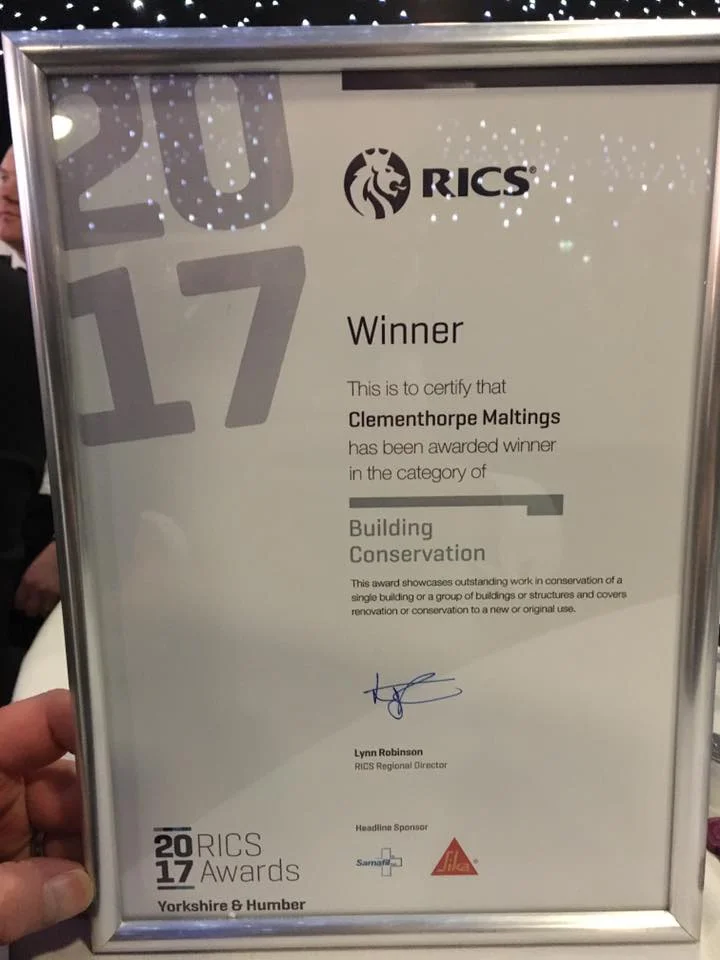 20
17
RICS®
Winner
This is to certify that
Clementhorpe Maltings
has been awarded winner
in the category of
Building
Conservation
This award showcases outstanding work in conservation of a
single building or a group of buildings or structures and covers
renovation or conservation to a new or original use.
Lynn Robinson
RICS Regional Director
Headline Sponsor
Sarnafil
Sika®
20 RICS
17 Awards
Yorkshire & Humber